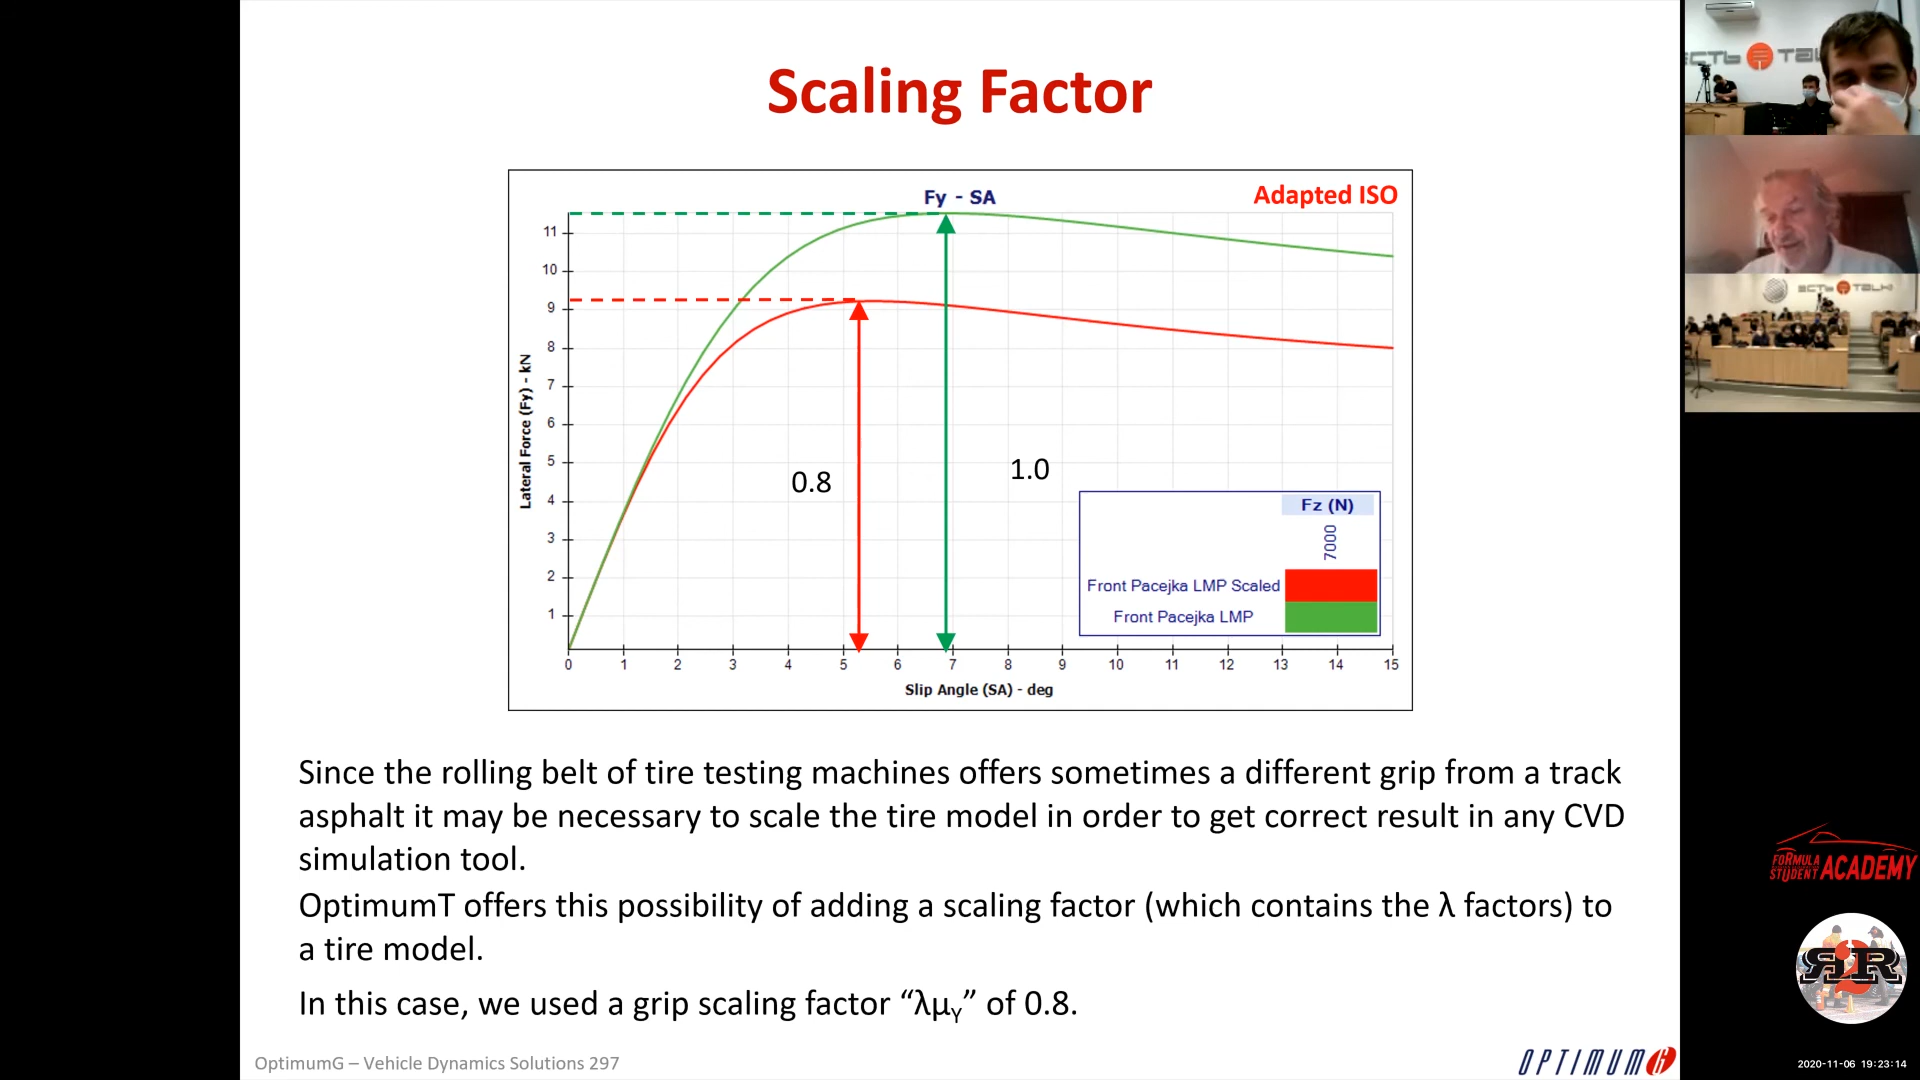 Scaling Factor
Fy - SA
Adapted ISO
Lateral Force (Fy) - kN
11
10
9
8
7
6
5
4
3
2
1
0.8
1.0
Fz (N)
7000
Front Pacejka LMP Scaled
Front Pacejka LMP
0 1 2 3 4 5 6 7 8 9 10 11 12 13 14 15
Slip Angle (SA) - deg
Since the rolling belt of tire testing machines offers sometimes a different grip from a track
asphalt it may be necessary to scale the tire model in order to get correct result in any CVD
simulation tool.
OptimumT offers this possibility of adding a scaling factor (which contains the λ factors) to
a tire model.
In this case, we used a grip scaling factor “λμY” of 0.8.
OptimumG – Vehicle Dynamics Solutions 297
OPTIMUMG
FORMULA
STUDENT ACADEMY
2020-11-06 19:23:14